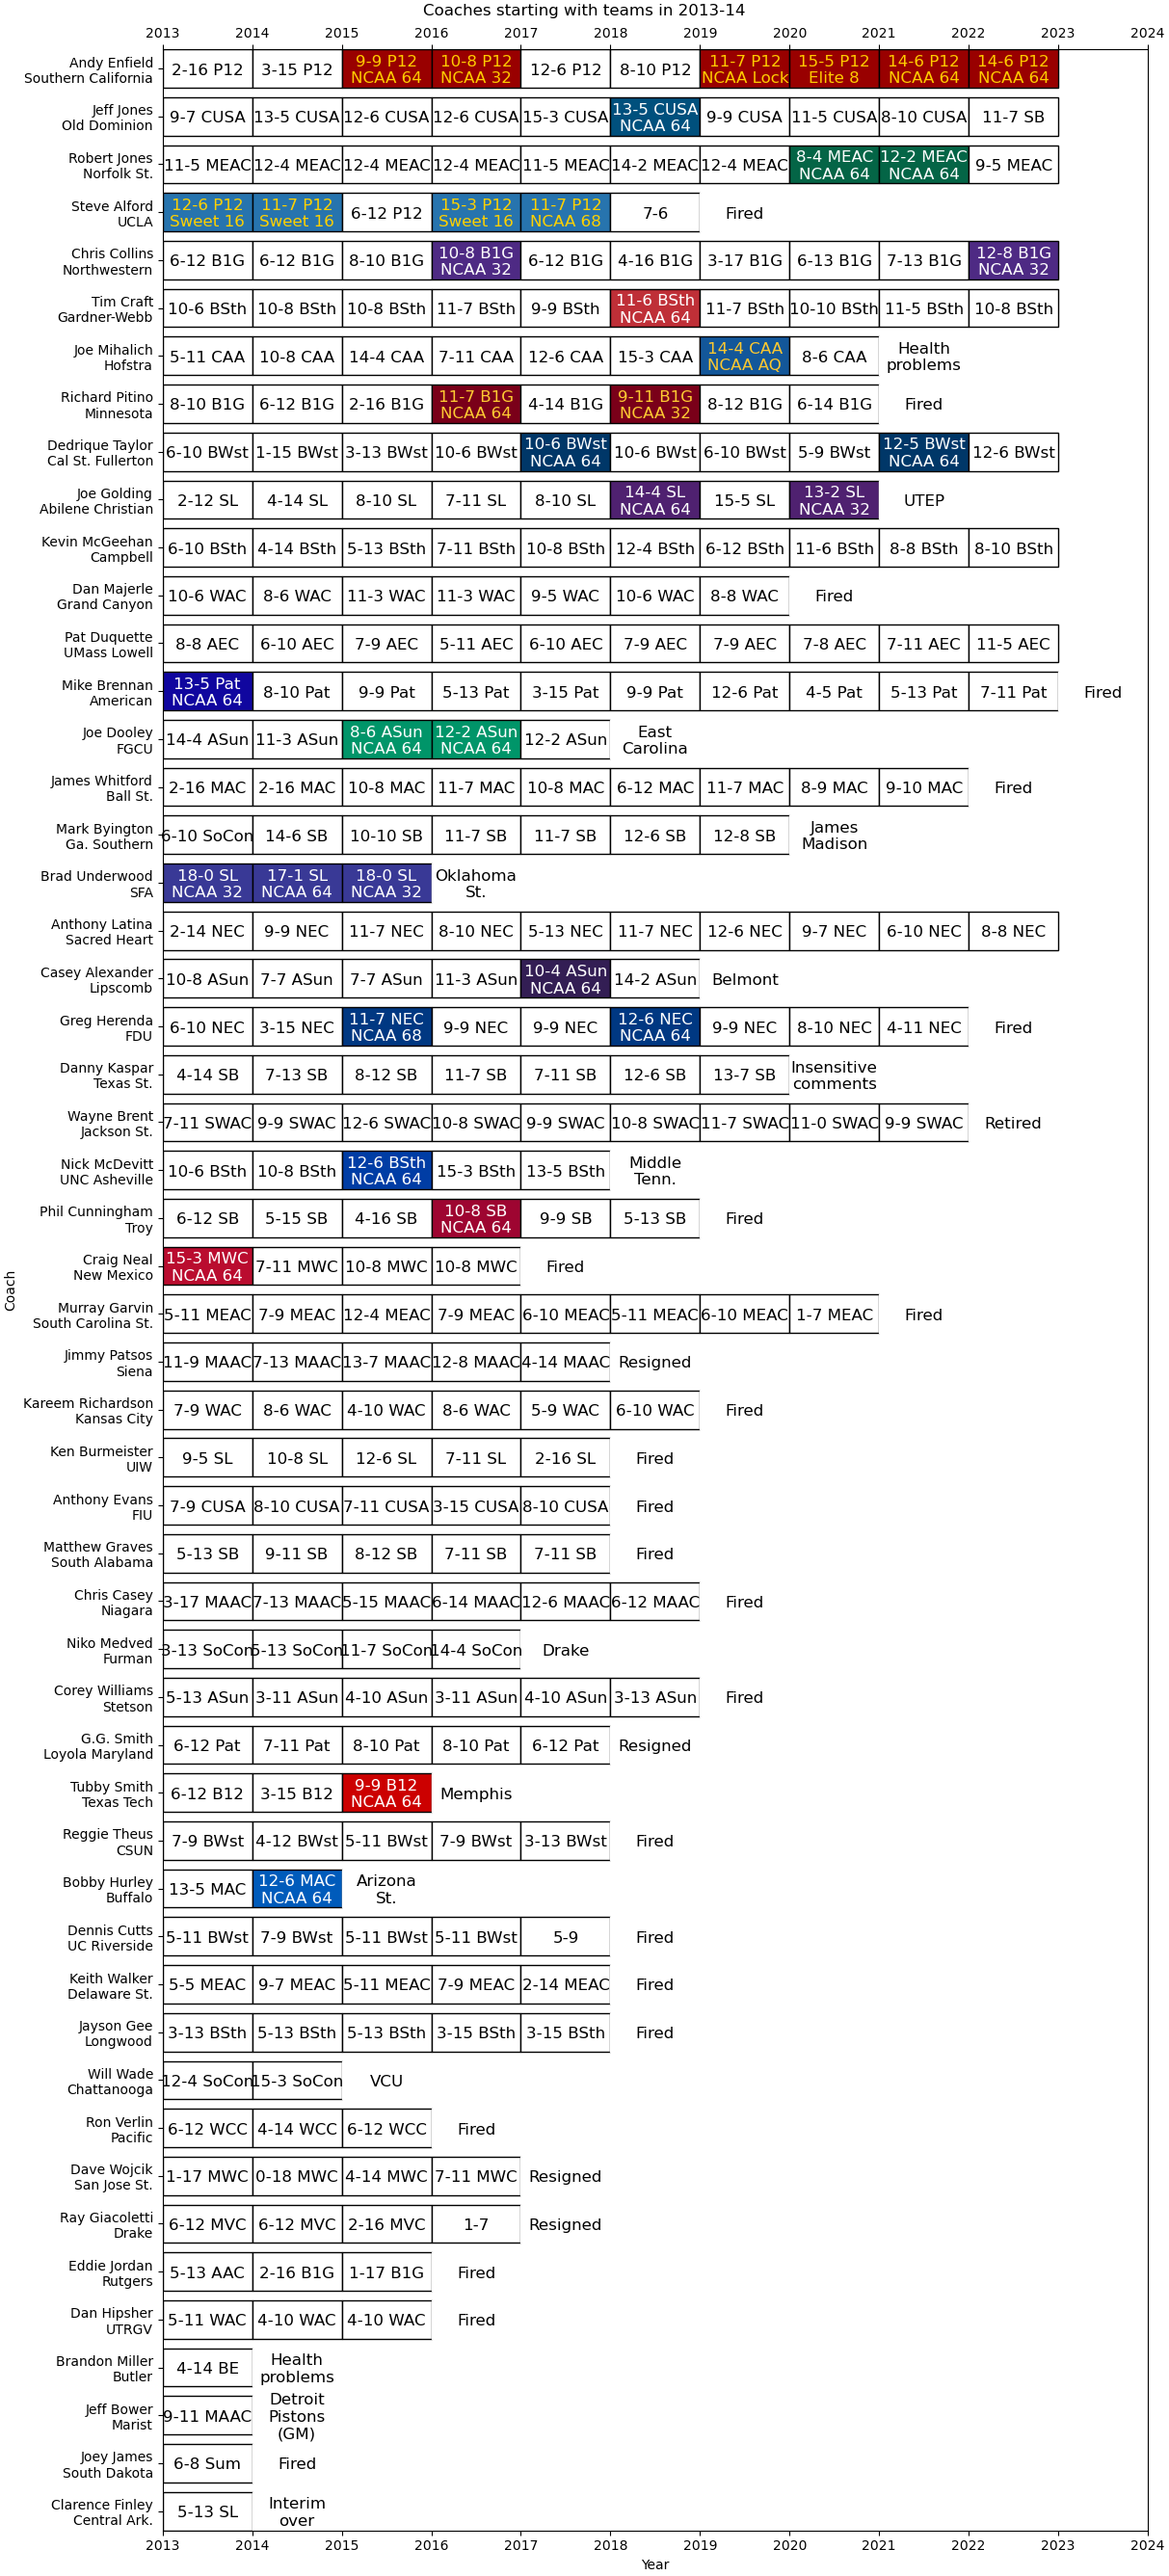 Coaches starting with teams in 2013-14
2013 2014 2015 2016 2017 2018 2019 2020 2021 2022 2023 2024
Andy Enfield
Southern California
2-16 P12
3-15 P12
9-9 P12
NCAA 64
10-8 P12
NCAA 32
12-6 P12
8-10 P12
11-7 P12
NCAA Lock
15-5 P12
Elite 8
14-6 P12
NCAA 64
14-6 P12
NCAA 64
Jeff Jones
Old Dominion
9-7 CUSA
13-5 CUSA
12-6 CUSA
12-6 CUSA
15-3 CUSA
13-5 CUSA
NCAA 64
9-9 CUSA
11-5 CUSA
8-10 CUSA
11-7 SB
Robert Jones
Norfolk St.
11-5 MEAC
12-4 MEAC
12-4 MEAC
12-4 MEAC
11-5 MEAC
14-2 MEAC
12-4 MEAC
8-4 MEAC
NCAA 64
12-2 MEAC
NCAA 64
9-5 MEAC
Steve Alford
UCLA
12-6 P12
Sweet 16
11-7 P12
Sweet 16
6-12 P12
15-3 P12
Sweet 16
11-7 P12
NCAA 68
7-6
Fired
Chris Collins
Northwestern
6-12 B1G
6-12 B1G
8-10 B1G
10-8 B1G
NCAA 32
6-12 B1G
4-16 B1G
3-17 B1G
6-13 B1G
7-13 B1G
12-8 B1G
NCAA 32
Tim Craft
Gardner-Webb
10-6 BSth
10-8 BSth
10-8 BSth
11-7 BSth
9-9 BSth
11-6 BSth
NCAA 64
11-7 BSth
10-10 BSth
11-5 BSth
10-8 BSth
Joe Mihalich
Hofstra
5-11 CAA
10-8 CAA
14-4 CAA
7-11 CAA
12-6 CAA
15-3 CAA
14-4 CAA
NCAA AQ
8-6 CAA
Health
problems
Richard Pitino
Minnesota
8-10 B1G
6-12 B1G
2-16 B1G
11-7 B1G
NCAA 64
4-14 B1G
9-11 B1G
NCAA 32
8-12 B1G
6-14 B1G
Fired
Dedrique Taylor
Cal St. Fullerton
6-10 BWst
1-15 BWst
3-13 BWst
10-6 BWst
10-6 BWst
NCAA 64
10-6 BWst
6-10 BWst
5-9 BWst
12-5 BWst
NCAA 64
12-6 BWst
Joe Golding
Abilene Christian
2-12 SL
4-14 SL
8-10 SL
7-11 SL
8-10 SL
14-4 SL
NCAA 64
15-5 SL
13-2 SL
NCAA 32
UTEP
Kevin McGeehan
Campbell
6-10 BSth
4-14 BSth
5-13 BSth
7-11 BSth
10-8 BSth
12-4 BSth
6-12 BSth
11-6 BSth
8-8 BSth
8-10 BSth
Dan Majerle
Grand Canyon
10-6 WAC
8-6 WAC
11-3 WAC
11-3 WAC
9-5 WAC
10-6 WAC
8-8 WAC
Fired
Pat Duquette
UMass Lowell
8-8 AEC
6-10 AEC
7-9 AEC
5-11 AEC
6-10 AEC
7-9 AEC
7-9 AEC
7-8 AEC
7-11 AEC
11-5 AEC
Mike Brennan
American
13-5 Pat
NCAA 64
8-10 Pat
9-9 Pat
5-13 Pat
3-15 Pat
9-9 Pat
12-6 Pat
4-5 Pat
5-13 Pat
7-11 Pat
Fired
Joe Dooley
FGCU
14-4 ASun
11-3 ASun
8-6 ASun
NCAA 64
12-2 ASun
NCAA 64
12-2 ASun
East
Carolina
James Whitford
Ball St.
2-16 MAC
2-16 MAC
10-8 MAC
11-7 MAC
10-8 MAC
6-12 MAC
11-7 MAC
8-9 MAC
9-10 MAC
Fired
Mark Byington
Ga. Southern
6-10 SoCon
14-6 SB
10-10 SB
11-7 SB
11-7 SB
12-6 SB
12-8 SB
James
Madison
Brad Underwood
SFA
18-0 SL
NCAA 32
17-1 SL
NCAA 64
18-0 SL
NCAA 32
Oklahoma
St.
Anthony Latina
Sacred Heart
2-14 NEC
9-9 NEC
11-7 NEC
8-10 NEC
5-13 NEC
11-7 NEC
12-6 NEC
9-7 NEC
6-10 NEC
8-8 NEC
Casey Alexander
Lipscomb
10-8 ASun
7-7 ASun
7-7 ASun
11-3 ASun
10-4 ASun
NCAA 64
14-2 ASun
Belmont
Greg Herenda
FDU
6-10 NEC
3-15 NEC
11-7 NEC
NCAA 68
9-9 NEC
9-9 NEC
12-6 NEC
NCAA 64
9-9 NEC
8-10 NEC
4-11 NEC
Fired
Danny Kaspar
Texas St.
4-14 SB
7-13 SB
8-12 SB
11-7 SB
7-11 SB
12-6 SB
13-7 SB
Insensitive
comments
Wayne Brent
Jackson St.
7-11 SWAC
9-9 SWAC
12-6 SWAC
10-8 SWAC
9-9 SWAC
10-8 SWAC
11-7 SWAC
11-0 SWAC
9-9 SWAC
Retired
Nick McDevitt
UNC Asheville
10-6 BSth
10-8 BSth
12-6 BSth
NCAA 64
15-3 BSth
13-5 BSth
Middle
Tenn.
Phil Cunningham
Troy
6-12 SB
5-15 SB
4-16 SB
10-8 SB
NCAA 64
9-9 SB
5-13 SB
Fired
Craig Neal
New Mexico
15-3 MWC
NCAA 64
7-11 MWC
10-8 MWC
10-8 MWC
Fired
Coach
Murray Garvin
South Carolina St.
5-11 MEAC
7-9 MEAC
12-4 MEAC
7-9 MEAC
6-10 MEAC
5-11 MEAC
6-10 MEAC
1-7 MEAC
Fired
Jimmy Patsos
Siena
11-9 MAAC
7-13 MAAC
13-7 MAAC
12-8 MAAC
4-14 MAAC
Resigned
Kareem Richardson
Kansas City
7-9 WAC
8-6 WAC
4-10 WAC
8-6 WAC
5-9 WAC
6-10 WAC
Fired
Ken Burmeister
UIW
9-5 SL
10-8 SL
12-6 SL
7-11 SL
2-16 SL
Fired
Anthony Evans
FIU
7-9 CUSA
8-10 CUSA
7-11 CUSA
3-15 CUSA
8-10 CUSA
Fired
Matthew Graves
South Alabama
5-13 SB
9-11 SB
8-12 SB
7-11 SB
7-11 SB
Fired
Chris Casey
Niagara
3-17 MAAC
7-13 MAAC
5-15 MAAC
6-14 MAAC
12-6 MAAC
6-12 MAAC
Fired
Niko Medved
Furman
3-13 SoCon
5-13 SoCon
11-7 SoCon
14-4 SoCon
Drake
Corey Williams
Stetson
5-13 ASun
3-11 ASun
4-10 ASun
3-11 ASun
4-10 ASun
3-13 ASun
Fired
G.G. Smith
Loyola Maryland
6-12 Pat
7-11 Pat
8-10 Pat
8-10 Pat
6-12 Pat
Resigned
Tubby Smith
Texas Tech
6-12 B12
3-15 B12
9-9 B12
NCAA 64
Memphis
Reggie Theus
CSUN
7-9 BWst
4-12 BWst
5-11 BWst
7-9 BWst
3-13 BWst
Fired
Bobby Hurley
Buffalo
13-5 MAC
12-6 MAC
NCAA 64
Arizona
St.
Dennis Cutts
UC Riverside
5-11 BWst
7-9 BWst
5-11 BWst
5-11 BWst
5-9
Fired
Keith Walker
Delaware St.
5-5 MEAC
9-7 MEAC
5-11 MEAC
7-9 MEAC
2-14 MEAC
Fired
Jayson Gee
Longwood
3-13 BSth
5-13 BSth
5-13 BSth
3-15 BSth
3-15 BSth
Fired
Will Wade
Chattanooga
12-4 SoCon
15-3 SoCon
VCU
Ron Verlin
Pacific
6-12 WCC
4-14 WCC
6-12 WCC
Fired
Dave Wojcik
San Jose St.
1-17 MWC
0-18 MWC
4-14 MWC
7-11 MWC
Resigned
Ray Giacoletti
Drake
6-12 MVC
6-12 MVC
2-16 MVC
1-7
Resigned
Eddie Jordan
Rutgers
5-13 AAC
2-16 B1G
1-17 B1G
Fired
Dan Hipsher
UTRGV
5-11 WAC
4-10 WAC
4-10 WAC
Fired
Brandon Miller
Butler
4-14 BE
Health
problems
Jeff Bower
Marist
9-11 MAAC
Detroit
Pistons
(GM)
Joey James
South Dakota
6-8 Sum
Fired
Clarence Finley
Central Ark.
5-13 SL
Interim
over
2013 2014 2015 2016 2017 2018 2019 2020 2021 2022 2023 2024
Year